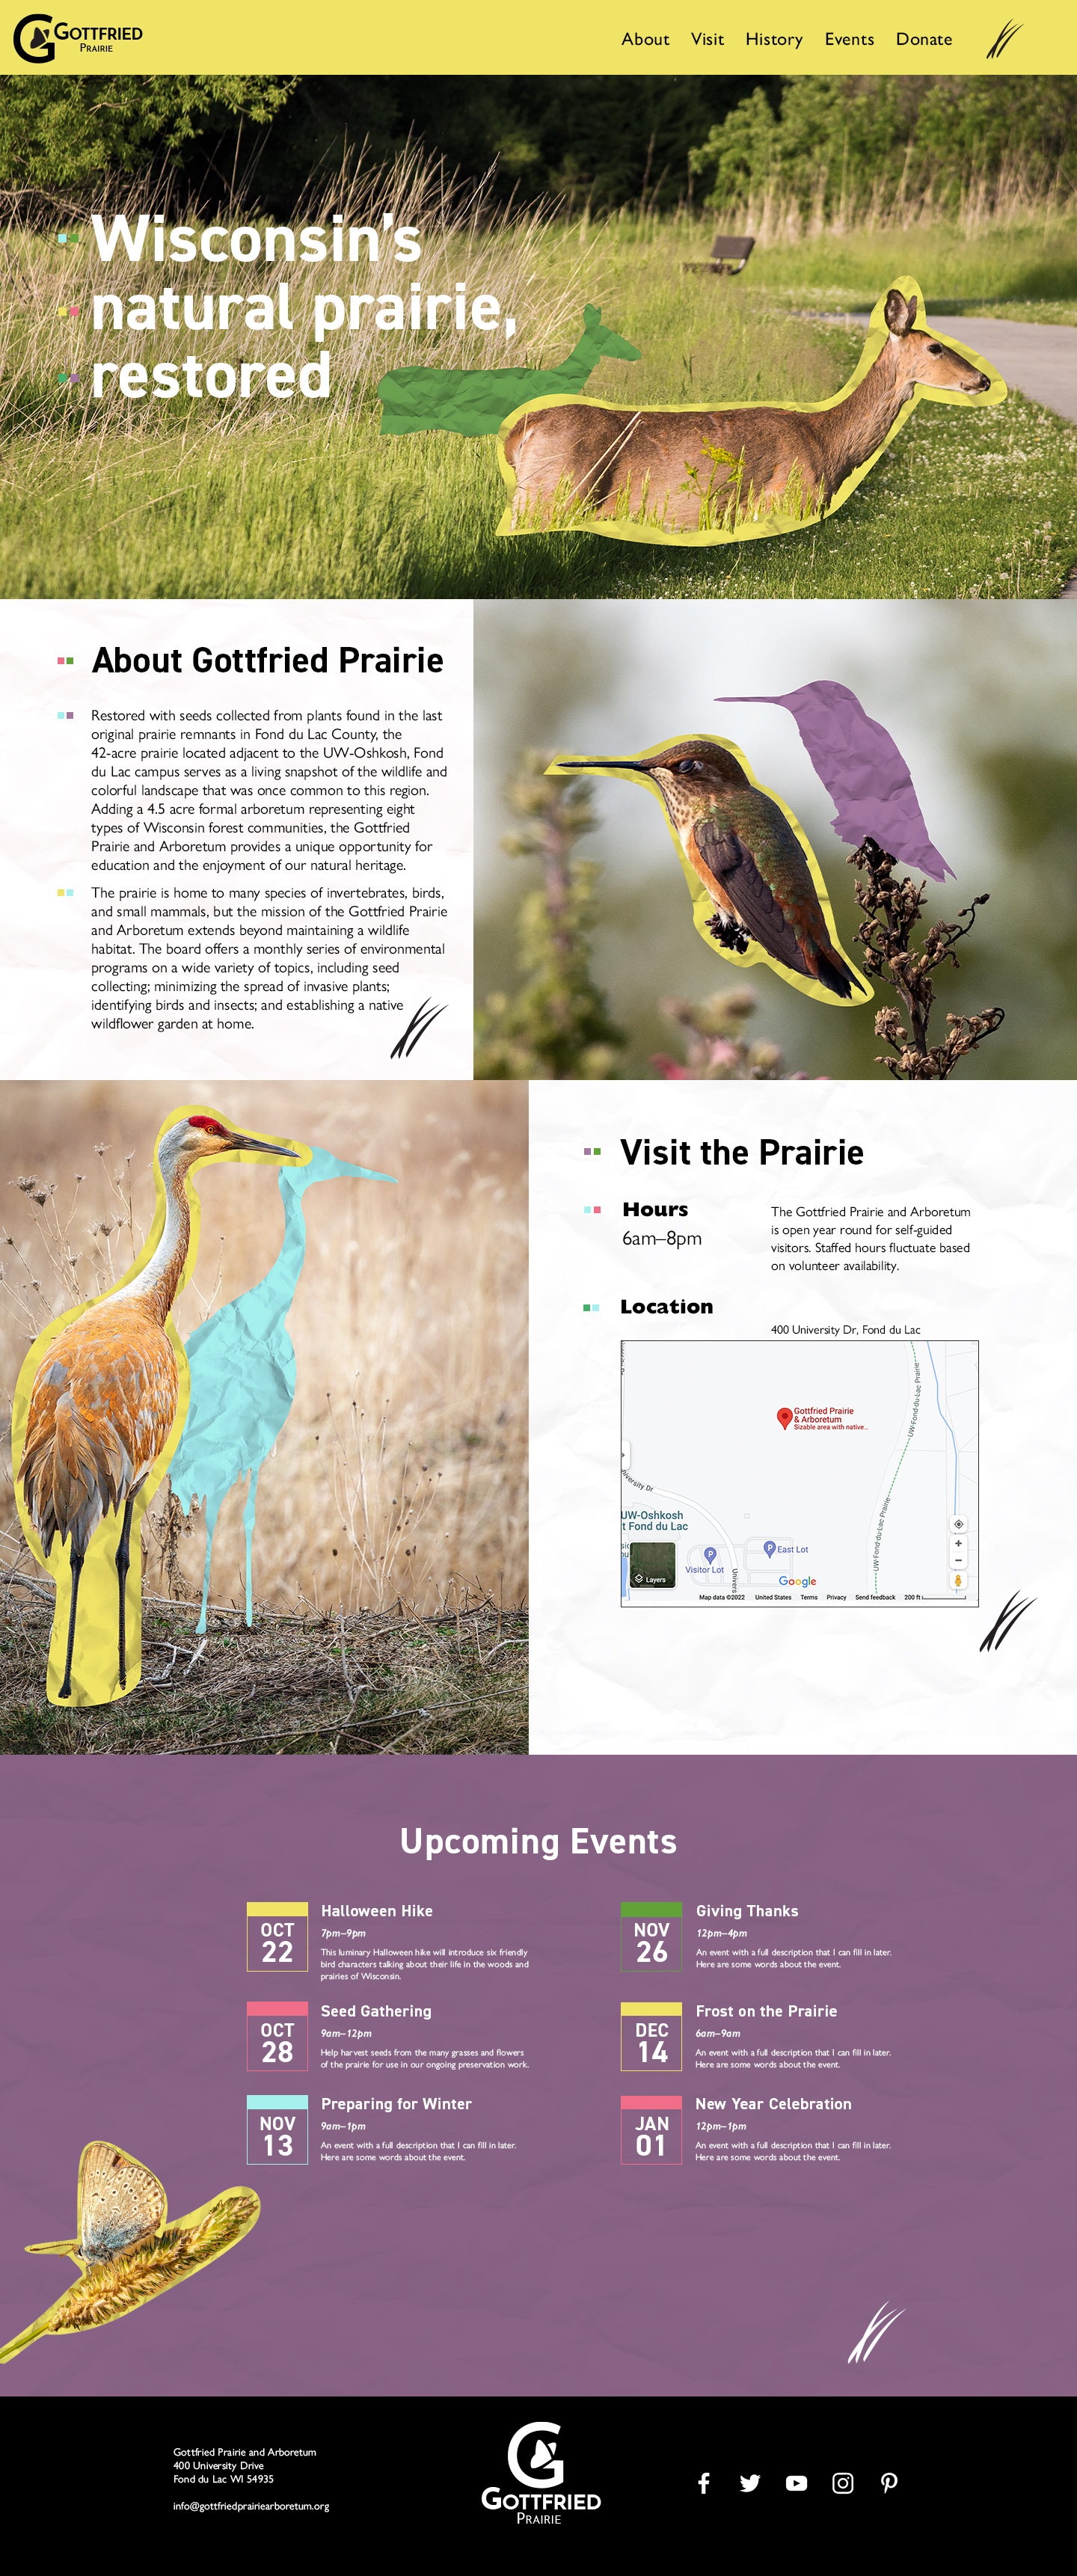 GOTTFRIED
PRAIRIE
About Visit History Events Donate
Wisconsin's
natural prairie,
restored
About Gottfried Prairie
Restored with seeds collected from plants found in the last
original prairie remnants in Fond du Lac County, the
42-acre prairie located adjacent to the UW-Oshkosh, Fond
du Lac campus serves as a living snapshot of the wildlife and
colorful landscape that was once common to this region.
Adding a 4.5 acre formal arboretum representing eight
types of Wisconsin forest communities, the Gottfried
Prairie and Arboretum provides a unique opportunity for
education and the enjoyment of our natural heritage.
The prairie is home to many species of invertebrates, birds,
and small mammals, but the mission of the Gottfried Prairie
and Arboretum extends beyond maintaining a wildlife
habitat. The board offers a monthly series of environmental
programs on a wide variety of topics, including seed
collecting; minimizing the spread of invasive plants;
identifying birds and insects; and establishing a native
wildflower garden at home.
Visit the Prairie
Hours
6am–8pm
The Gottfried Prairie and Arboretum
is open year round for self-guided
visitors. Staffed hours fluctuate based
on volunteer availability.
Location
400 University Dr, Fond du Lac
Gottfried Prairie
& Arboretum
Sizable area with native...
UW-Fond-du-Lac Prairie
niversity Dr
UW-Oshkosh
t Fond du Lac
UW-Fond-du-Lac Prairie
East Lot
Visitor Lot
Univers
Layers
Google
Map data ©2022 United States Terms Privacy Send feedback 200 ft
Upcoming Events
OCT
22
Halloween Hike
7pm–9pm
This luminary Halloween hike will introduce six friendly
bird characters talking about their life in the woods and
prairies of Wisconsin.
OCT
28
Seed Gathering
9am–12pm
Help harvest seeds from the many grasses and flowers
of the prairie for use in our ongoing preservation work.
NOV
13
Preparing for Winter
9am–1pm
An event with a full description that I can fill in later.
Here are some words about the event.
NOV
26
Giving Thanks
12pm–4pm
An event with a full description that I can fill in later.
Here are some words about the event.
DEC
14
Frost on the Prairie
6am–9am
An event with a full description that I can fill in later.
Here are some words about the event.
JAN
01
New Year Celebration
12pm–1pm
An event with a full description that I can fill in later.
Here are some words about the event.
Gottfried Prairie and Arboretum
400 University Drive
Fond du Lac WI 54935
info@gottfriedprairiearboretum.org
GOTTFRIED
PRAIRIE